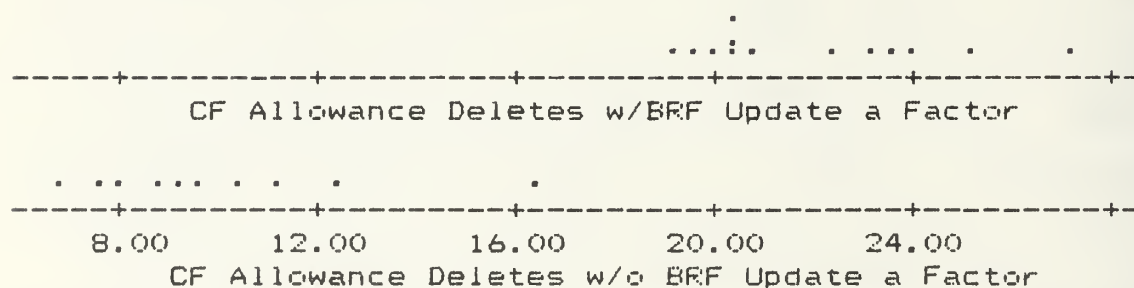 CF Allowance Deletes w/BRF Update a Factor
8.00 12.00 16.00 20.00 24.00
CF Allowance Deletes w/o BRF Update a Factor